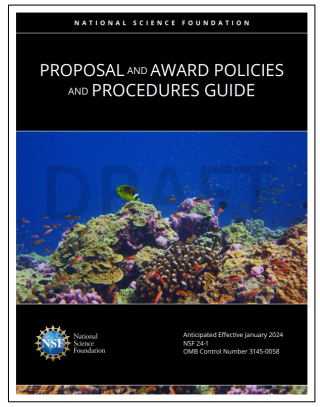 NATIONAL SCIENCE FOUNDATION
PROPOSAL AND AWARD POLICIES
AND PROCEDURES GUIDE
DRAFT
NSF
National
Science
Foundation
Anticipated Effective January 2024
NSF 24-1
OMB Control Number 3145-0058